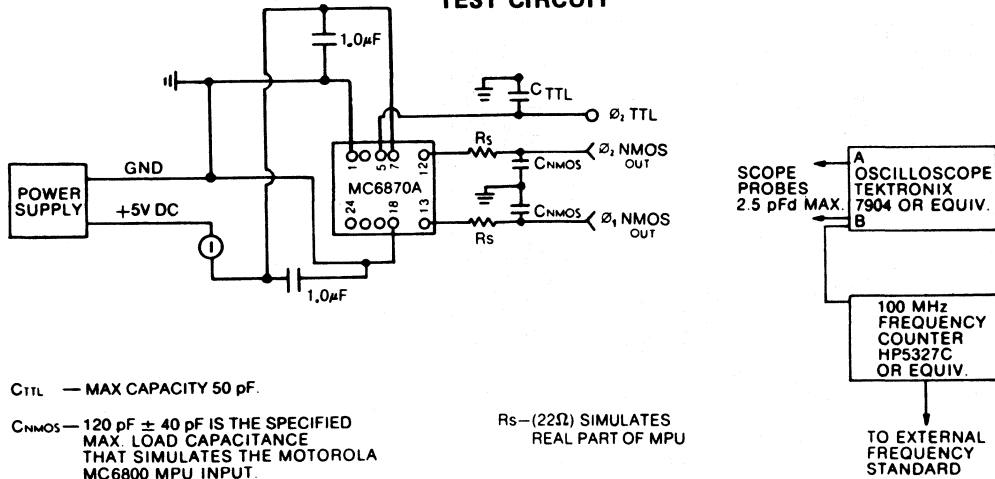 TEST CIRCUIT
1.0µF
C TTL
Ø₂ TTL
Rs
Ø₂ NMOS
OUT
CNMOS
GND
POWER
SUPPLY
+5V DC
I
1 5 7 12
MC6870A
24 18 13
CNMOS
Rs
Ø₁ NMOS
OUT
1.0µF
SCOPE
PROBES
2.5 pFd MAX.
A
OSCILLOSCOPE
TEKTRONIX
7904 OR EQUIV.
B
100 MHz
FREQUENCY
COUNTER
HP5327C
OR EQUIV.
TO EXTERNAL
FREQUENCY
STANDARD
CTTL — MAX CAPACITY 50 pF.
CNMOS — 120 pF ± 40 pF IS THE SPECIFIED
MAX. LOAD CAPACITANCE
THAT SIMULATES THE MOTOROLA
MC6800 MPU INPUT.
Rs—(22Ω) SIMULATES
REAL PART OF MPU